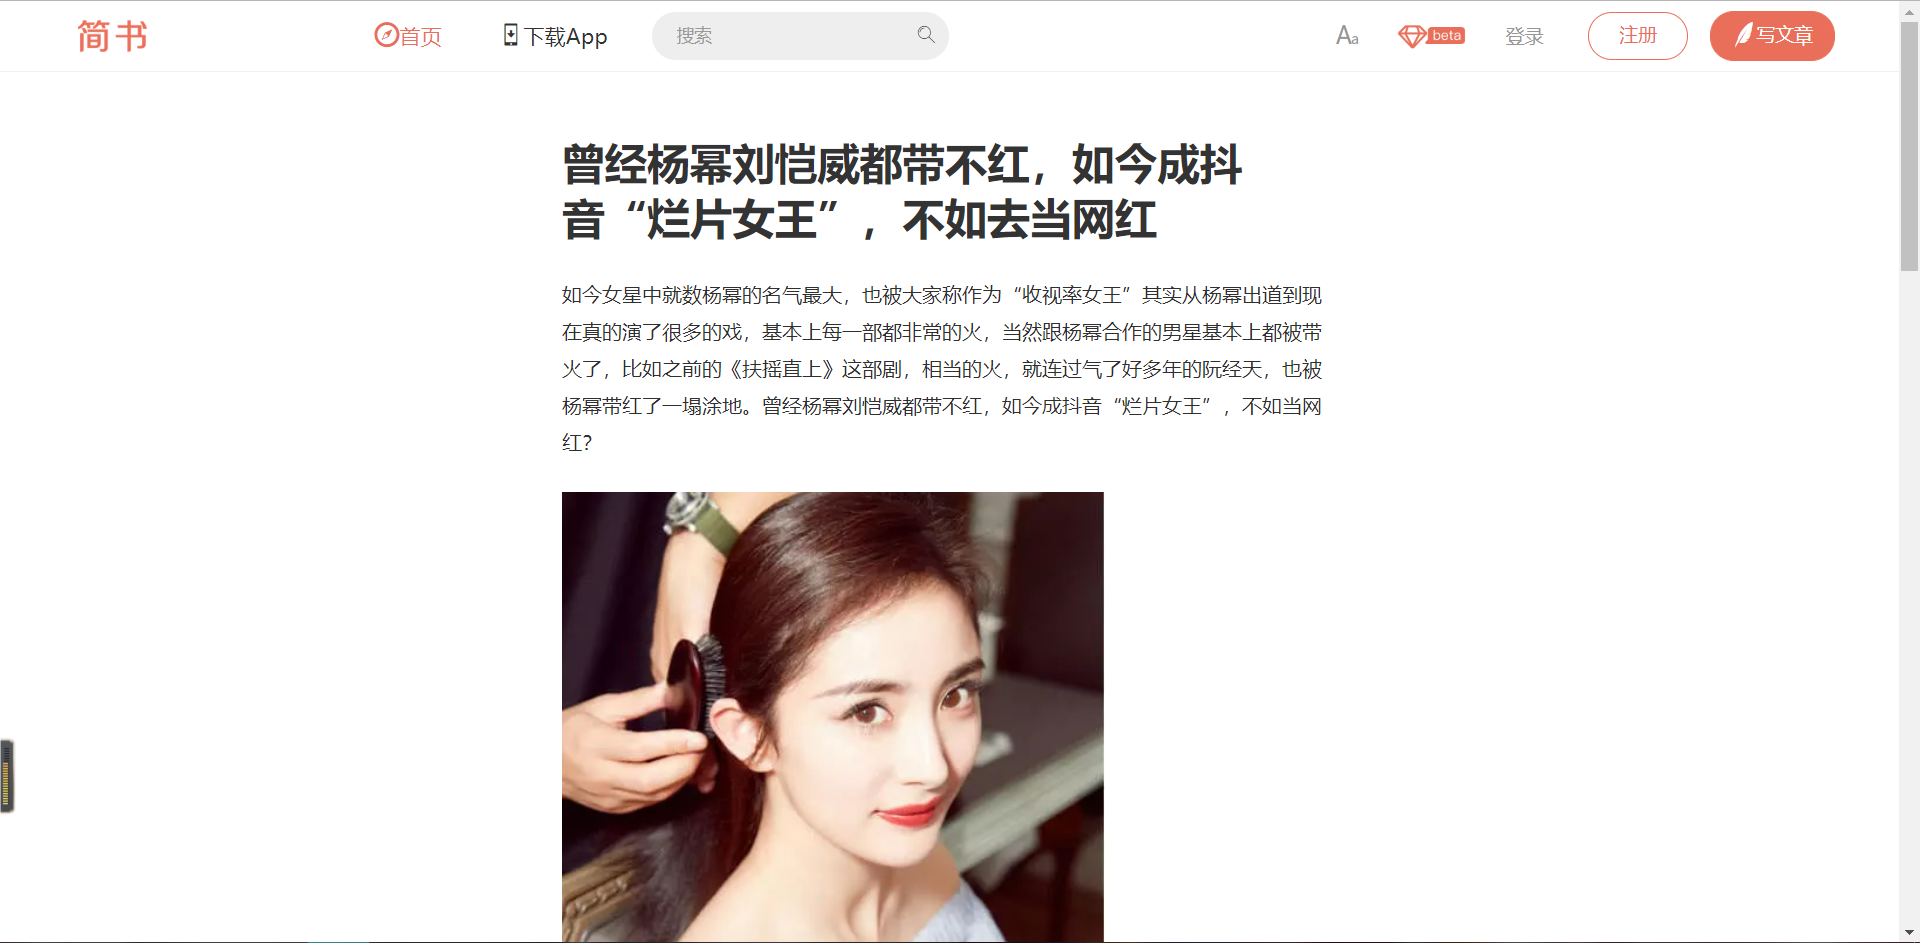 简书 首页 下载App 搜索 Aa beta 登录 注册 写文章
曾经杨幂刘恺威都带不红，如今成抖
音“烂片女王”，不如去当网红
如今女星中就数杨幂的名气最大，也被大家称作为“收视率女王”其实从杨幂出道到现
在真的演了很多的戏，基本上每一部都非常的火，当然跟杨幂合作的男星基本上都被带
火了，比如之前的《扶摇直上》这部剧，相当的火，就连过气了好多年的阮经天，也被
杨幂带红了一塌涂地。曾经杨幂刘恺威都带不红，如今成抖音“烂片女王”，不如当网
红？